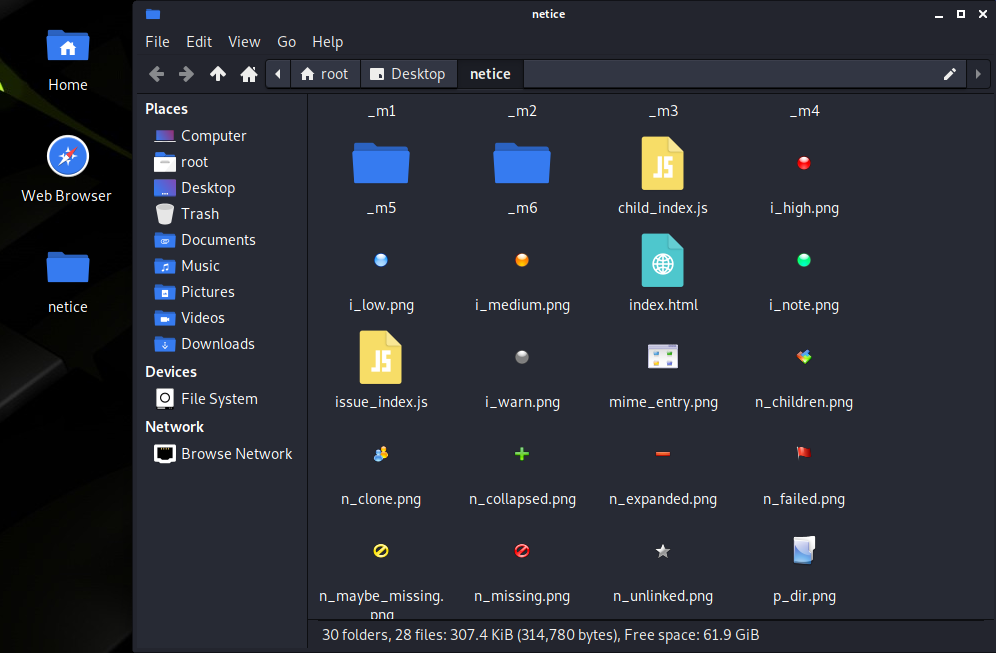 netice
File Edit View Go Help
root Desktop netice
Home
Web Browser
netice
Places
Computer
root
Desktop
Trash
Documents
Music
Pictures
Videos
Downloads
Devices
File System
Network
Browse Network
_m1 _m2 _m3 _m4
JS
_m5 _m6 child_index.js i_high.png
i_low.png i_medium.png index.html i_note.png
JS
issue_index.js i_warn.png mime_entry.png n_children.png
n_clone.png n_collapsed.png n_expanded.png n_failed.png
n_maybe_missing. n_missing.png n_unlinked.png p_dir.png
png
30 folders, 28 files: 307.4 KiB (314,780 bytes), Free space: 61.9 GiB